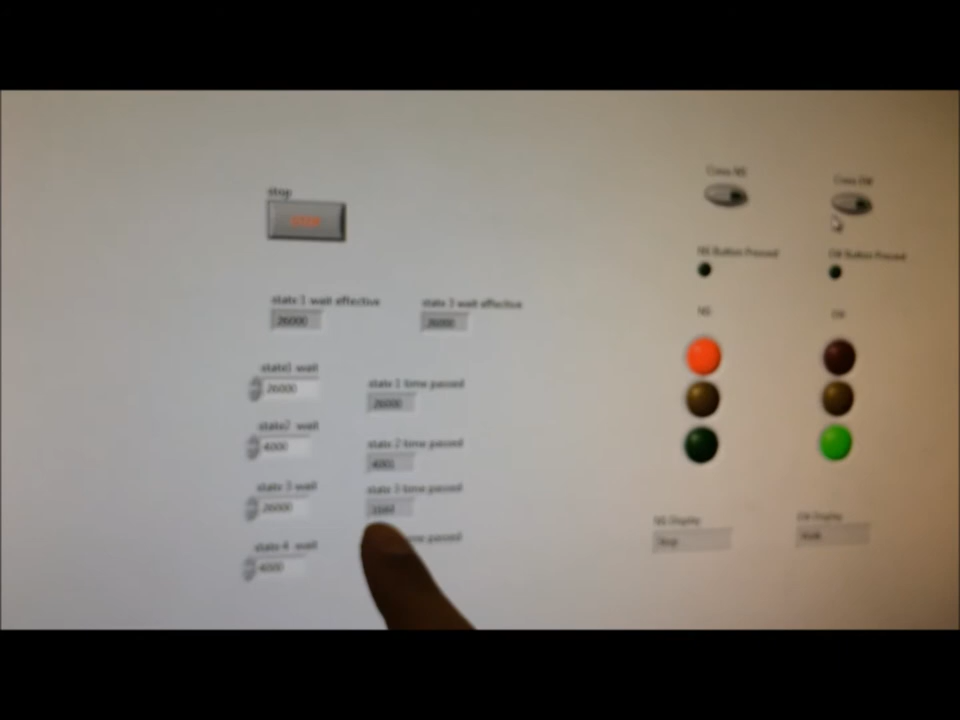 stop
STOP
Cross NS
Cross EW
NS Button Pressed
EW Button Pressed
state 1 wait effective
26000
state 3 wait effective
26000
NS
EW
state1 wait
26000
state 1 time passed
26000
state2 wait
4000
state 2 time passed
4001
state 3 wait
26000
state 3 time passed
state 4 wait
4000
time passed
NS Display
Stop
EW Display
Walk